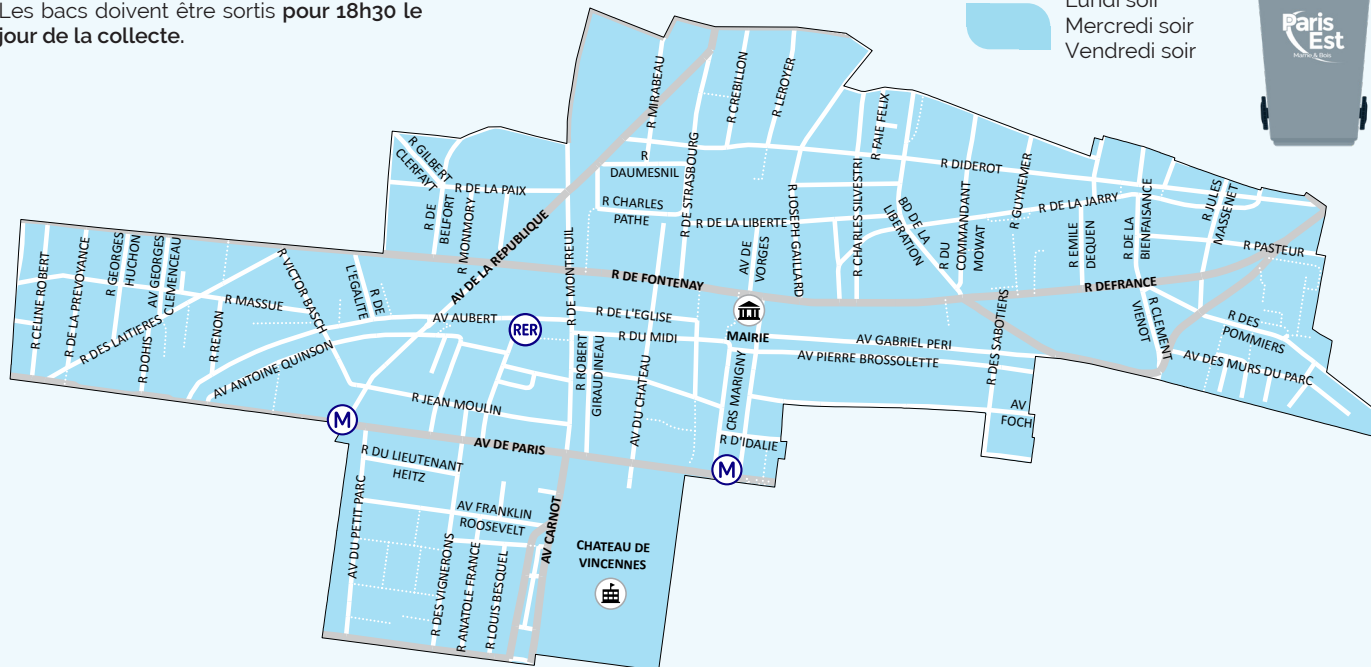 Les bacs doivent être sortis pour 18h30 le
jour de la collecte.
Lundi soir
Mercredi soir
Vendredi soir
Paris
Est
Marne & Bois
R MIRABEAU
R CREBILLON
R LEROYER
R FAIE FELIX
R GILBERT
CLERFAYT
R
DAUMESNIL
R DE STRASBOURG
R DIDEROT
R GUYNEMER
R DE LA PAIX
R DE
BELFORT
R MONMORY
R CHARLES
PATHE
R DE LA LIBERTE
R JOSEPH GAILLARD
R CHARLES SILVESTRI
BD DE LA
LIBERATION
R DU
COMMANDANT
MOWAT
R DE LA JARRY
R EMILE
DEQUEN
R DE LA
BIENFAISANCE
R JULES
MASSENET
R PASTEUR
AV DE LA REPUBLIQUE
R DE MONTREUIL
AV DE
VORGES
R DE FONTENAY
R DEFRANCE
R CELINE ROBERT
R DE LA PREVOYANCE
R GEORGES
HUCHON
AV GEORGES
CLEMENCEAU
R VICTOR BASCH
R DE
L'EGALITE
R MASSUE
R DES LAITIERES
R DOHIS
R RENON
AV ANTOINE QUINSON
AV AUBERT
RER
R DE L'EGLISE
R DU MIDI
MAIRIE
AV GABRIEL PERI
AV PIERRE BROSSOLETTE
R DES SABOTIERS
R CLEMENT
VIENOT
R DES
POMMIERS
AV DES MURS DU PARC
R ROBERT
GIRAUDINEAU
AV DU CHATEAU
CRS MARIGNY
R JEAN MOULIN
AV
FOCH
M
AV DE PARIS
R D'IDALIE
M
R DU LIEUTENANT
HEITZ
AV DU PETIT PARC
AV FRANKLIN
ROOSEVELT
AV CARNOT
R DES VIGNERONS
R ANATOLE FRANCE
R LOUIS BESQUEL
CHATEAU DE
VINCENNES